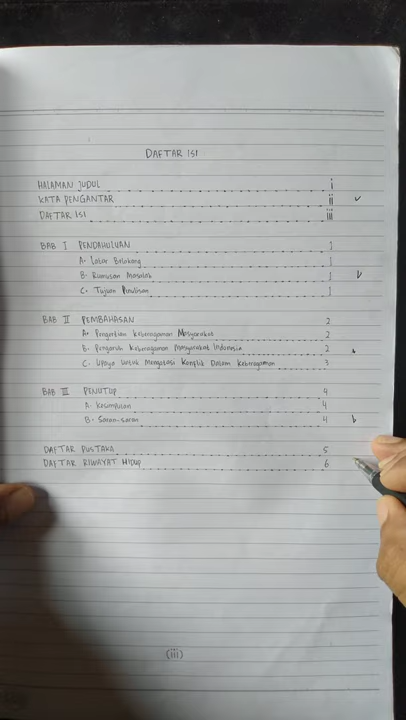 DAFTAR ISI
HALAMAN JUDUL i
KATA PENGANTAR ii
DAFTAR ISI iii
BAB I PENDAHULUAN 1
A. Latar Belakang 1
B. Rumusan Masalah 1
C. Tujuan Penulisan 1
BAB II PEMBAHASAN 2
A. Pengertian Keberagaman Masyarakat 2
B. Pengaruh Keberagaman Masyarakat Indonesia 2
C. Upaya untuk Mengatasi Konflik Dalam Keberagaman 3
BAB III PENUTUP 4
A. Kesimpulan 4
B. Saran-saran 4
DAFTAR PUSTAKA 5
DAFTAR RIWAYAT HIDUP 6
(iii)